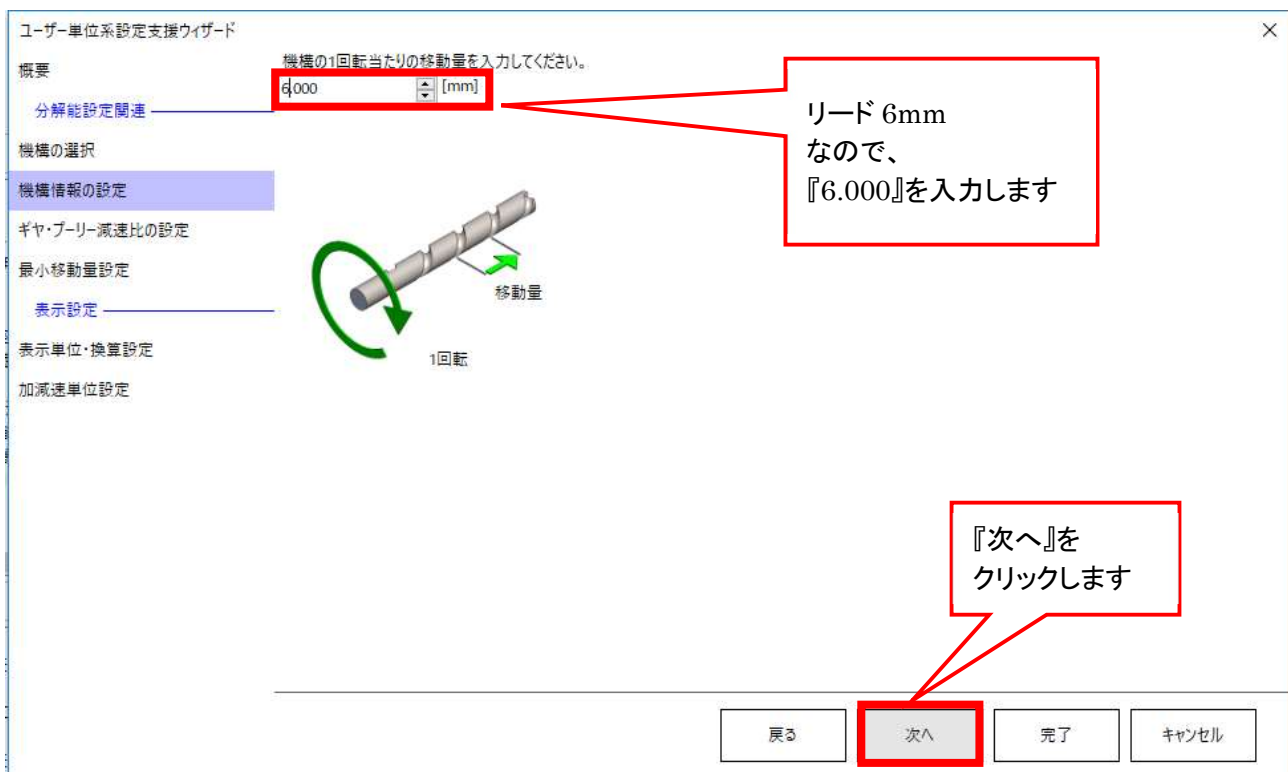 ユーザー単位系設定支援ウィザード
概要
分解能設定関連
機構の選択
機構情報の設定
ギヤ・プーリー減速比の設定
最小移動量設定
表示設定
表示単位・換算設定
加減速単位設定
機構の1回転当たりの移動量を入力してください。
6.000 [mm]
移動量
1回転
リード 6mm
なので、
『6.000』を入力します
『次へ』を
クリックします
戻る
次へ
完了
キャンセル